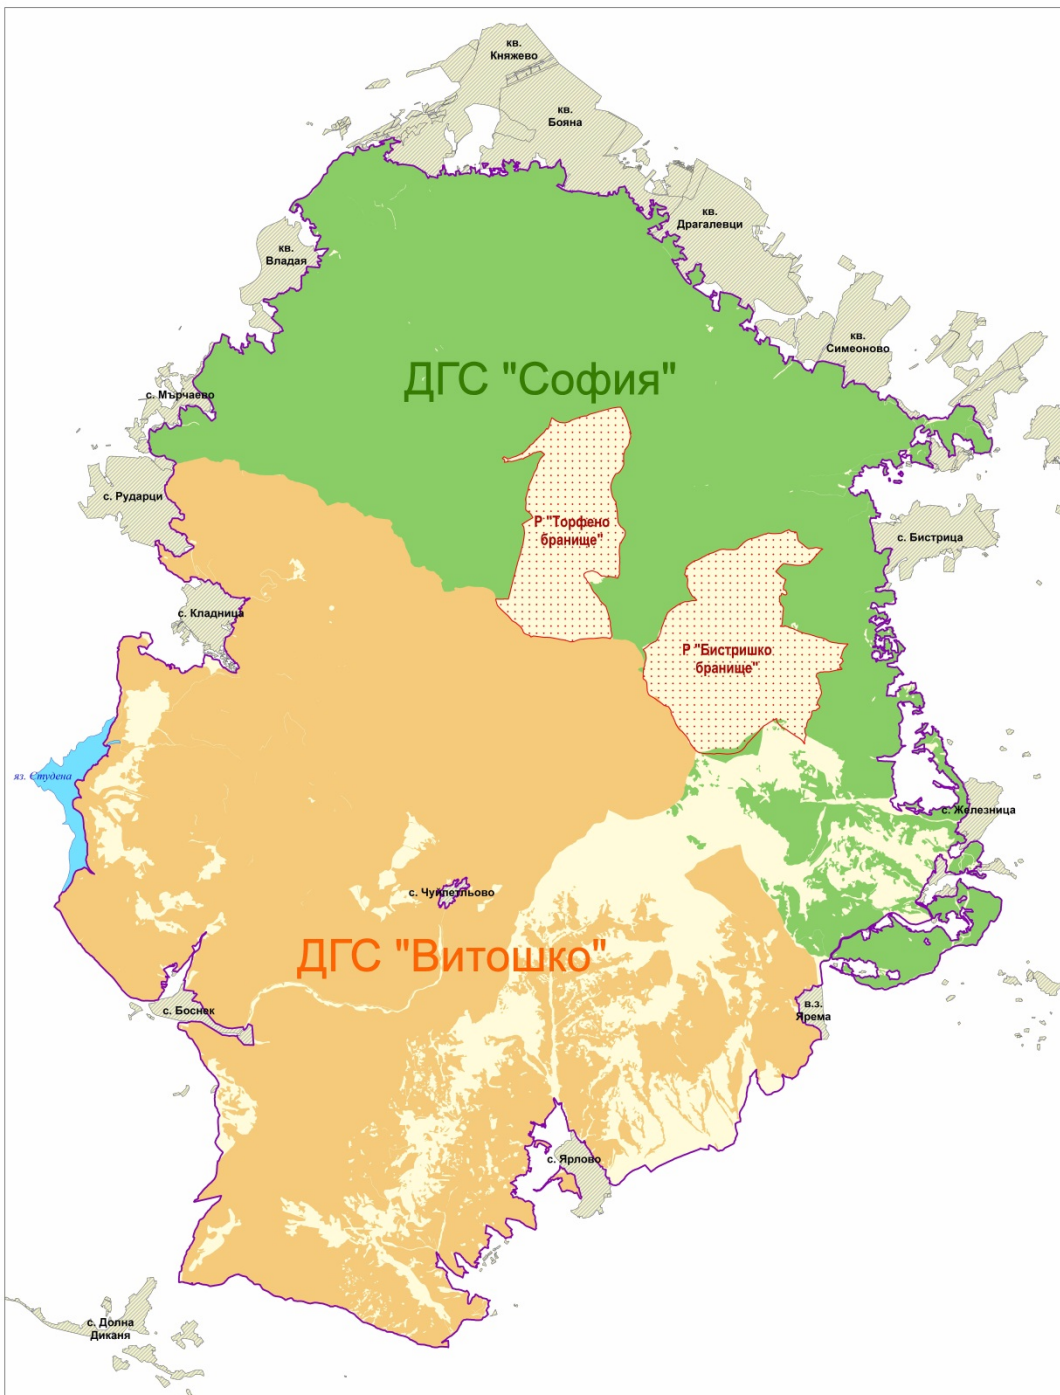 кв.
Княжево
кв.
Бояна
кв.
Драгалевци
кв.
Владая
кв.
Симеоново
ДГС "София"
с. Мърчаево
с. Рударци
Р "Торфено
бранище"
с. Бистрица
с. Кладница
Р "Бистришко
бранище"
яз. Студена
с. Железница
с. Чуйпетльово
ДГС "Витошко"
с. Боснек
в.з.
Ярема
с. Ярлово
с. Долна
Диканя